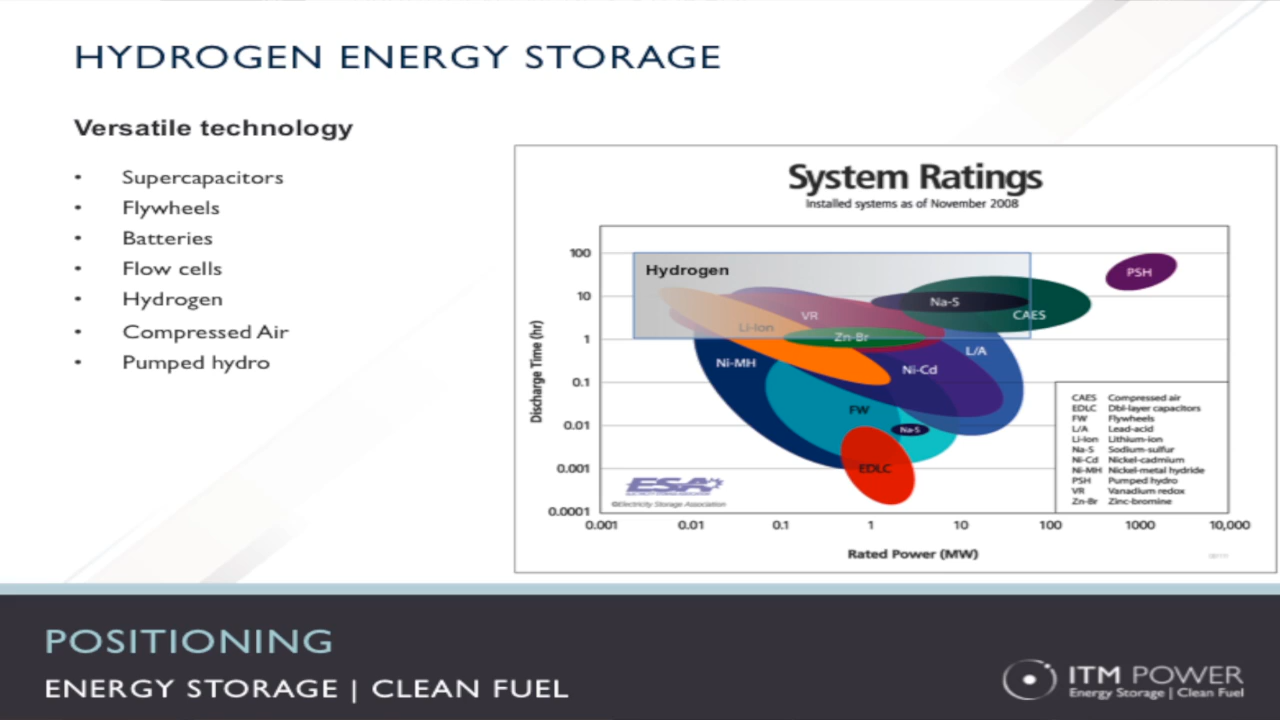 HYDROGEN ENERGY STORAGE
Versatile technology
• Supercapacitors
• Flywheels
• Batteries
• Flow cells
• Hydrogen
• Compressed Air
• Pumped hydro
System Ratings
Installed systems as of November 2008
Discharge Time (hr)
100
10
1
0.1
0.01
0.001
0.0001
Hydrogen
PSH
Na-S
CAES
VR
Li-Ion
Zn-Br
L/A
Ni-MH
Ni-Cd
FW
Na-S
EDLC
CAES Compressed air
EDLC Dbl-layer capacitors
FW Flywheels
L/A Lead-acid
Li-Ion Lithium-ion
Na-S Sodium-sulfur
Ni-Cd Nickel-cadmium
Ni-MH Nickel-metal hydride
PSH Pumped hydro
VR Vanadium redox
Zn-Br Zinc-bromine
ESA
ELECTRICITY STORAGE ASSOCIATION
©Electricity Storage Association
0.001 0.01 0.1 1 10 100 1000 10,000
Rated Power (MW)
POSITIONING
ENERGY STORAGE | CLEAN FUEL
ITM POWER
Energy Storage | Clean Fuel